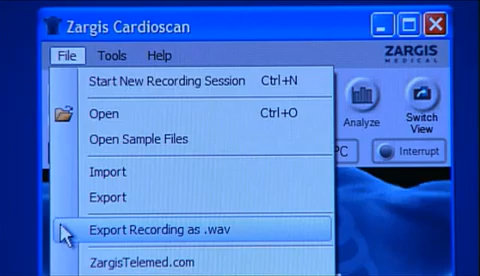 Zargis Cardioscan
File Tools Help
ZARGIS
MEDICAL
Start New Recording Session Ctrl+N
Open Ctrl+O
Open Sample Files
Import
Export
Export Recording as .wav
ZargisTelemed.com
Analyze
Switch
View
PC
Interrupt